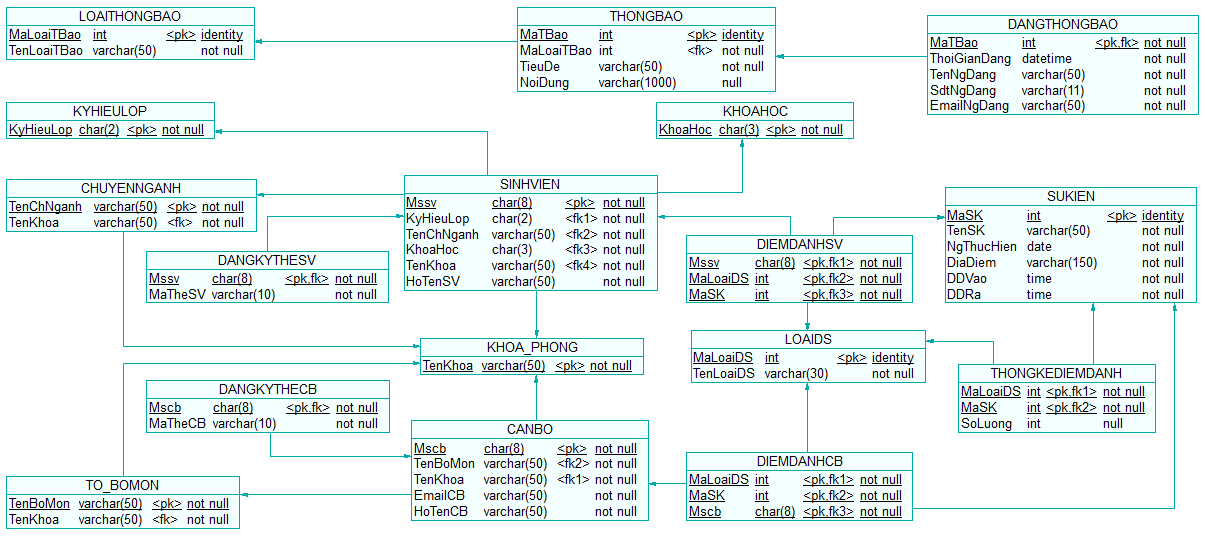 LOAITHONGBAO
MaLoaiTBao int <pk> identity
TenLoaiTBao varchar(50) not null
THONGBAO
MaTBao int <pk> identity
MaLoaiTBao int <fk> not null
TieuDe varchar(50) not null
NoiDung varchar(1000) null
DANGTHONGBAO
MaTBao int <pk,fk> not null
ThoiGianDang datetime not null
TenNgDang varchar(50) not null
SdtNgDang varchar(11) not null
EmailNgDang varchar(50) not null
KYHIEULOP
KyHieuLop char(2) <pk> not null
KHOAHOC
KhoaHoc char(3) <pk> not null
CHUYENNGANH
TenChNganh varchar(50) <pk> not null
TenKhoa varchar(50) <fk> not null
SINHVIEN
Mssv char(8) <pk> not null
KyHieuLop char(2) <fk1> not null
TenChNganh varchar(50) <fk2> not null
KhoaHoc char(3) <fk3> not null
TenKhoa varchar(50) <fk4> not null
HoTenSV varchar(50) not null
SUKIEN
MaSK int <pk> identity
TenSK varchar(50) not null
NgThucHien date not null
DiaDiem varchar(150) not null
DDVao time not null
DDRa time not null
DANGKYTHESV
Mssv char(8) <pk,fk> not null
MaTheSV varchar(10) not null
DIEMDANHSV
Mssv char(8) <pk,fk1> not null
MaLoaiDS int <pk,fk2> not null
MaSK int <pk,fk3> not null
KHOA_PHONG
TenKhoa varchar(50) <pk> not null
LOAIDS
MaLoaiDS int <pk> identity
TenLoaiDS varchar(30) not null
THONGKEDIEMDANH
MaLoaiDS int <pk,fk1> not null
MaSK int <pk,fk2> not null
SoLuong int null
DANGKYTHECB
Mscb char(8) <pk,fk> not null
MaTheCB varchar(10) not null
CANBO
Mscb char(8) <pk> not null
TenBoMon varchar(50) <fk2> not null
TenKhoa varchar(50) <fk1> not null
EmailCB varchar(50) not null
HoTenCB varchar(50) not null
DIEMDANHCB
MaLoaiDS int <pk,fk1> not null
MaSK int <pk,fk2> not null
Mscb char(8) <pk,fk3> not null
TO_BOMON
TenBoMon varchar(50) <pk> not null
TenKhoa varchar(50) <fk> not null